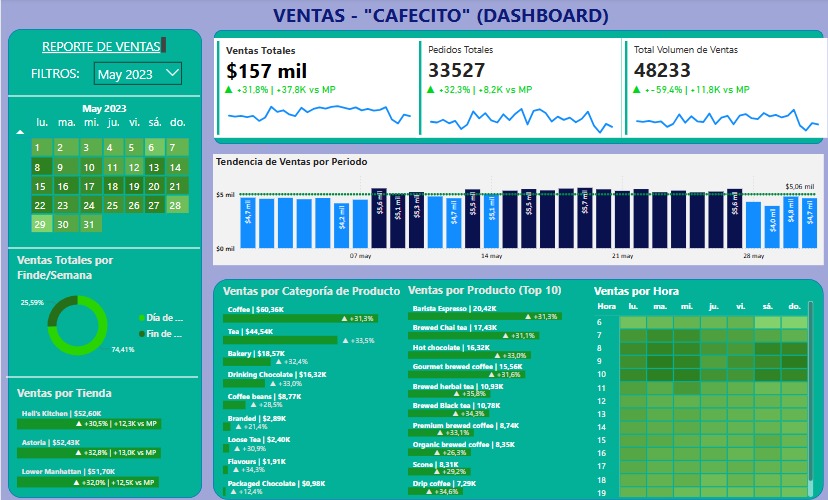 VENTAS - "CAFECITO" (DASHBOARD)
REPORTE DE VENTAS
FILTROS:
May 2023
May 2023
lu. ma. mi. ju. vi. sá. do.
1 2 3 4 5 6 7
8 9 10 11 12 13 14
15 16 17 18 19 20 21
22 23 24 25 26 27 28
29 30 31
Ventas Totales por
Finde/Semana
25,59%
Día de ...
Fin de ...
74,41%
Ventas por Tienda
Hell's Kitchen | $52,60K
▲ +30,5% | +12,3K vs MP
Astoria | $52,43K
▲ +32,8% | +13,0K vs MP
Lower Manhattan | $51,70K
▲ +32,0% | +12,5K vs MP
Ventas Totales
$157 mil
▲ +31,8% | +37,8K vs MP
Pedidos Totales
33527
▲ +32,3% | +8.2K vs MP
Total Volumen de Ventas
48233
▲ +-59,4% | +11,8K vs MP
Tendencia de Ventas por Periodo
$5 mil
$0 mil
$5,06 mil
$4,7 mil
$4,2 mil
$5,6 mil
$5,1 mil
$5,3 mil
$4,7 mil
$5,5 mil
$5,1 mil
$5,7 mil
$5,6 mil
$4,0 mil
$4,8 mil
$4,7 mil
07 may
14 may
21 may
28 may
Ventas por Categoría de Producto
Coffee | $60,36K
▲ +31,3%
Tea | $44,54K
▲ +33,5%
Bakery | $18,57K
▲ +32,4%
Drinking Chocolate | $16,32K
▲ +33,0%
Coffee beans | $8,77K
▲ +28,5%
Branded | $2,89K
▲ +21,4%
Loose Tea | $2,40K
▲ +30,9%
Flavours | $1,91K
▲ +34,3%
Packaged Chocolate | $0,98K
▲ +12,4%
Ventas por Producto (Top 10)
Barista Espresso | 20,42K
▲ +31,3%
Brewed Chai tea | 17,43K
▲ +31,1%
Hot chocolate | 16,32K
▲ +33,0%
Gourmet brewed coffee | 15,56K
▲ +31,6%
Brewed herbal tea | 10,93K
▲ +35,8%
Brewed Black tea | 10,78K
▲ +34,3%
Premium brewed coffee | 8,74K
▲ +33,1%
Organic brewed coffee | 8,35K
▲ +26,3%
Scone | 8,31K
▲ +29,2%
Drip coffee | 7,29K
▲ +34,6%
Ventas por Hora
Hora lu. ma. mi. ju. vi. sá. do.
6
7
8
9
10
11
12
13
14
15
16
17
18
19